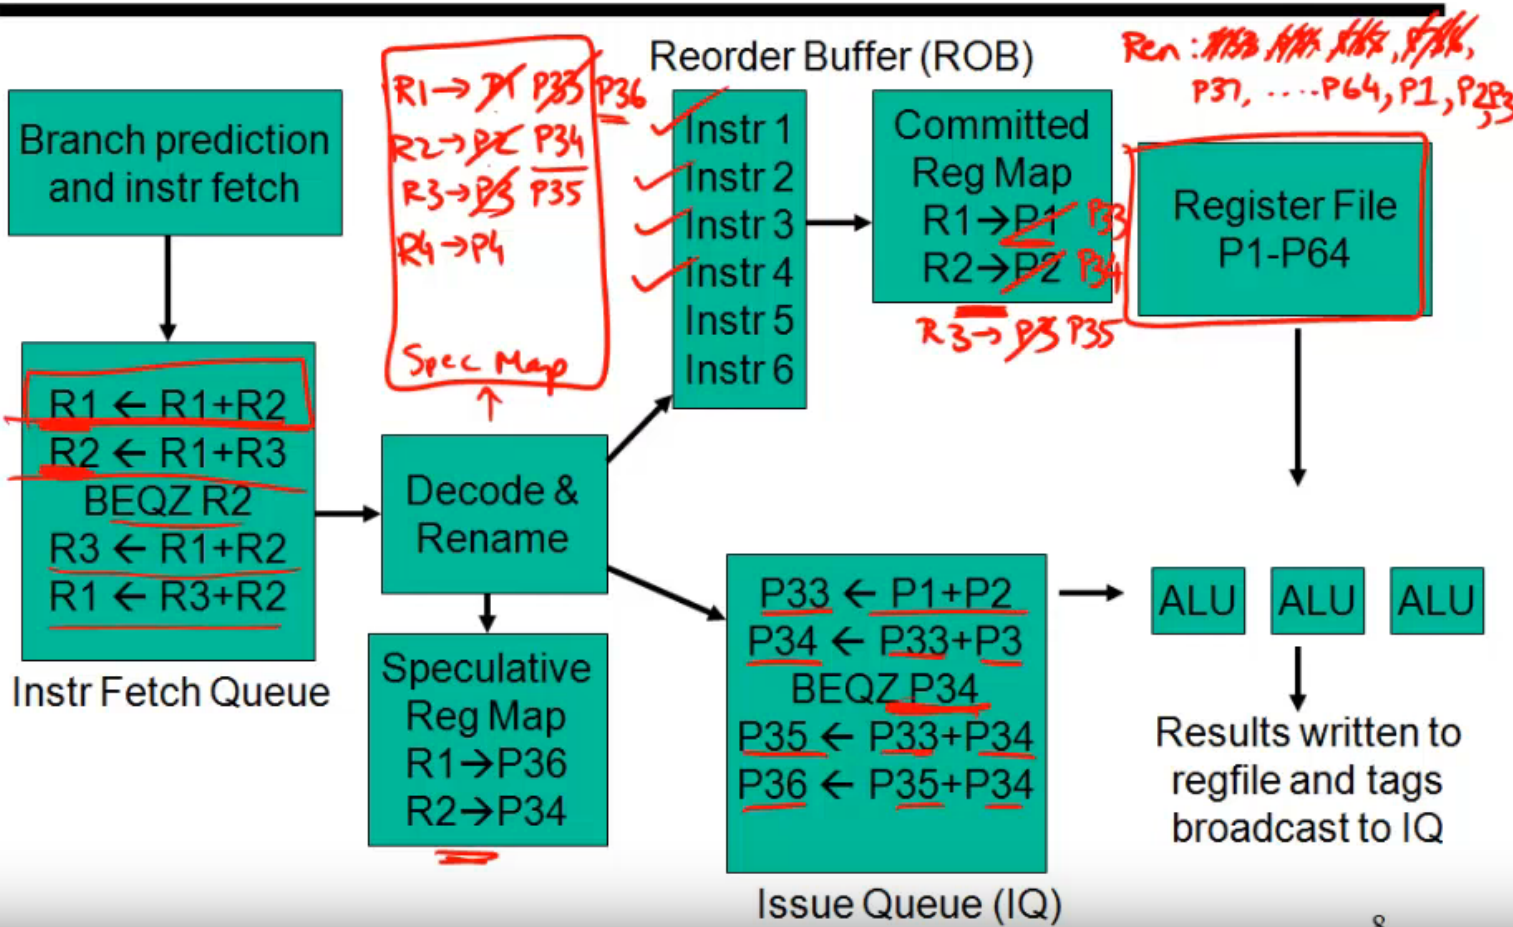 Reorder Buffer (ROB)
Ren:
P37, ....P64, P1, P2, P3
Branch prediction
and instr fetch
R1→P1 P33 P36
R2→P2 P34
R3→P3 P35
R4→P4
Spec Map
Instr 1
Instr 2
Instr 3
Instr 4
Instr 5
Instr 6
Committed
Reg Map
R1→P1 P33
R2→P2 P34
R3→P3 P35
Register File
P1-P64
R1 ← R1+R2
R2 ← R1+R3
BEQZ R2
R3 ← R1+R2
R1 ← R3+R2
Instr Fetch Queue
Decode &
Rename
Speculative
Reg Map
R1→P36
R2→P34
P33 ← P1+P2
P34 ← P33+P3
BEQZ P34
P35 ← P33+P34
P36 ← P35+P34
Issue Queue (IQ)
ALU
ALU
ALU
Results written to
regfile and tags
broadcast to IQ